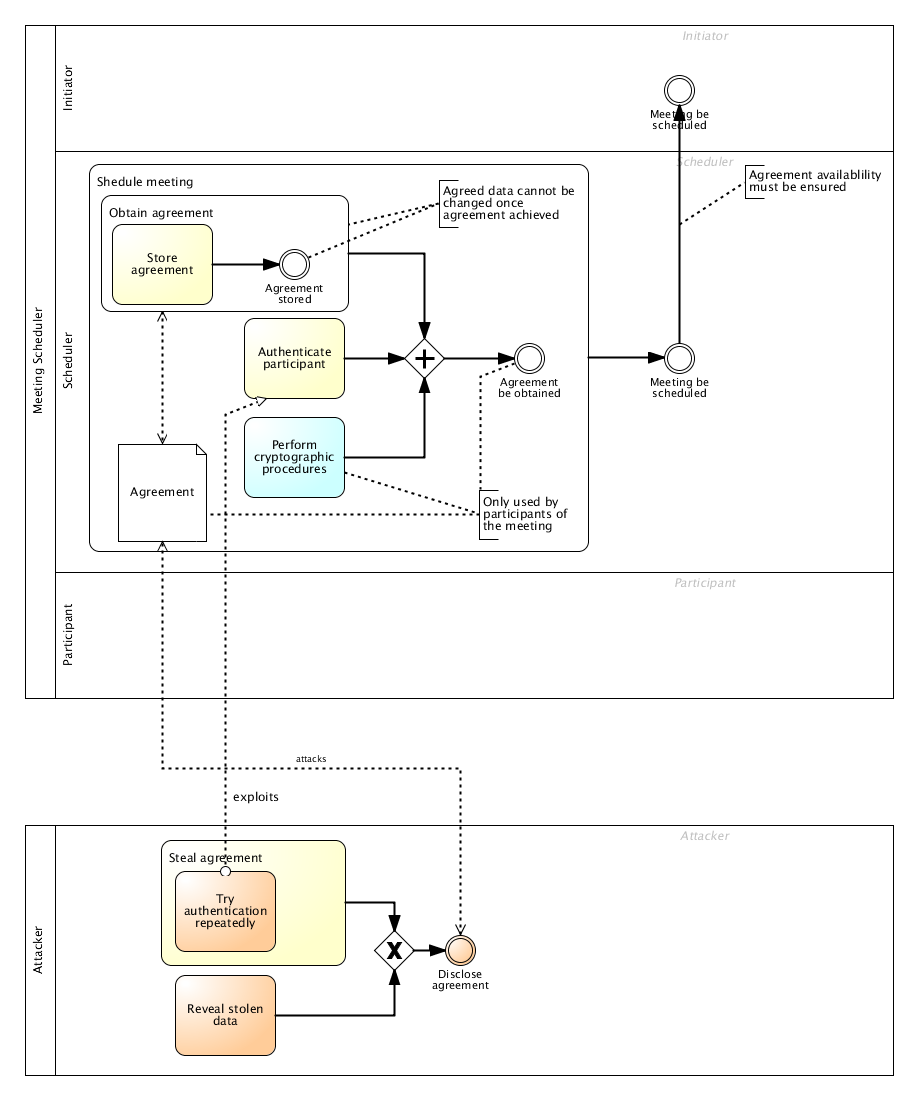 Initiator
Initiator
Meeting be
scheduled
Scheduler
Shedule meeting
Agreement availablility
must be ensured
Agreed data cannot be
changed once
agreement achieved
Obtain agreement
Store
agreement
Agreement
stored
Meeting Scheduler
Scheduler
Authenticate
participant
Agreement
be obtained
Meeting be
scheduled
Perform
cryptographic
procedures
Agreement
Only used by
participants of
the meeting
Participant
Participant
attacks
exploits
Attacker
Attacker
Steal agreement
Try
authentication
repeatedly
Disclose
agreement
Reveal stolen
data